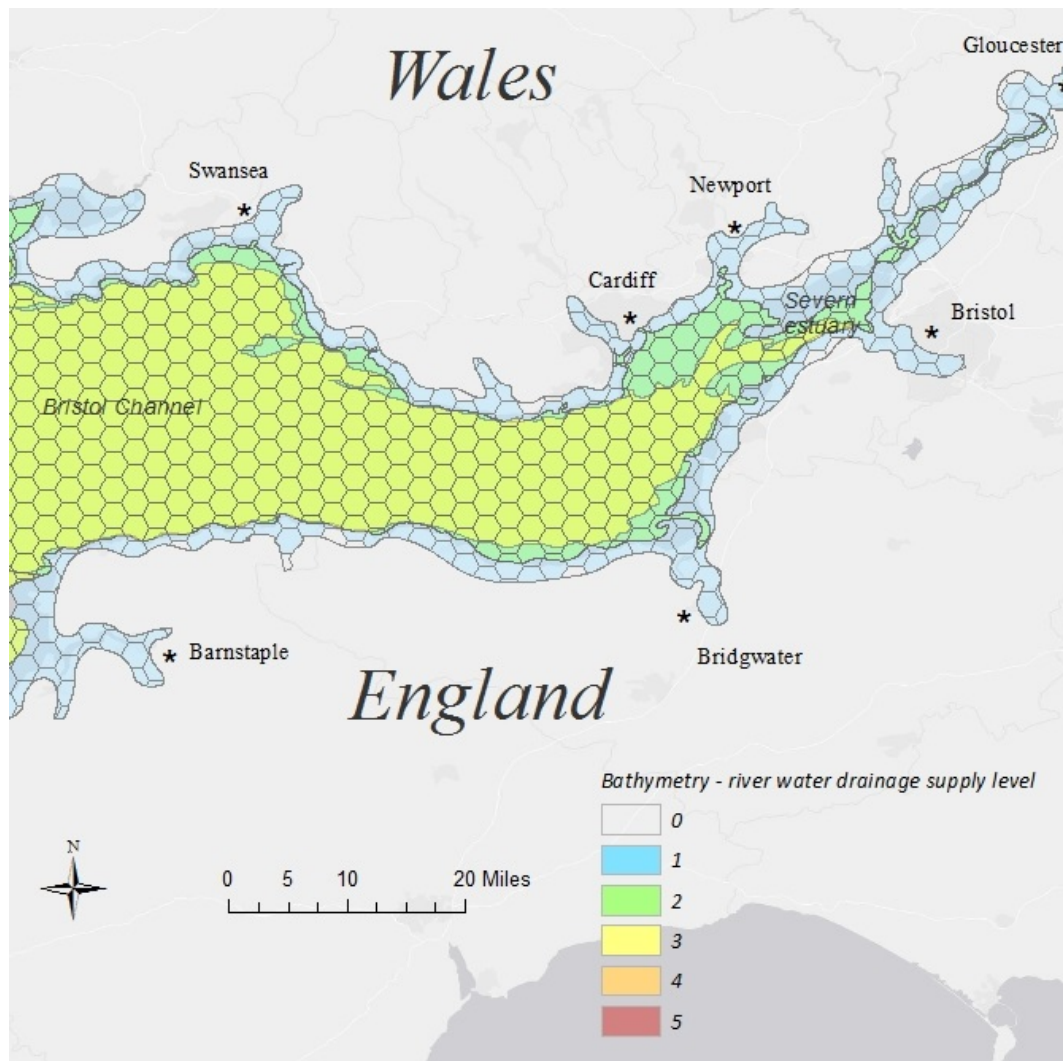 Gloucester
Wales
Swansea
Newport
Cardiff
Severn
estuary
Bristol
Bristol Channel
Barnstaple
Bridgwater
England
Bathymetry - river water drainage supply level
0
1
2
3
4
5
N
0 5 10 20 Miles